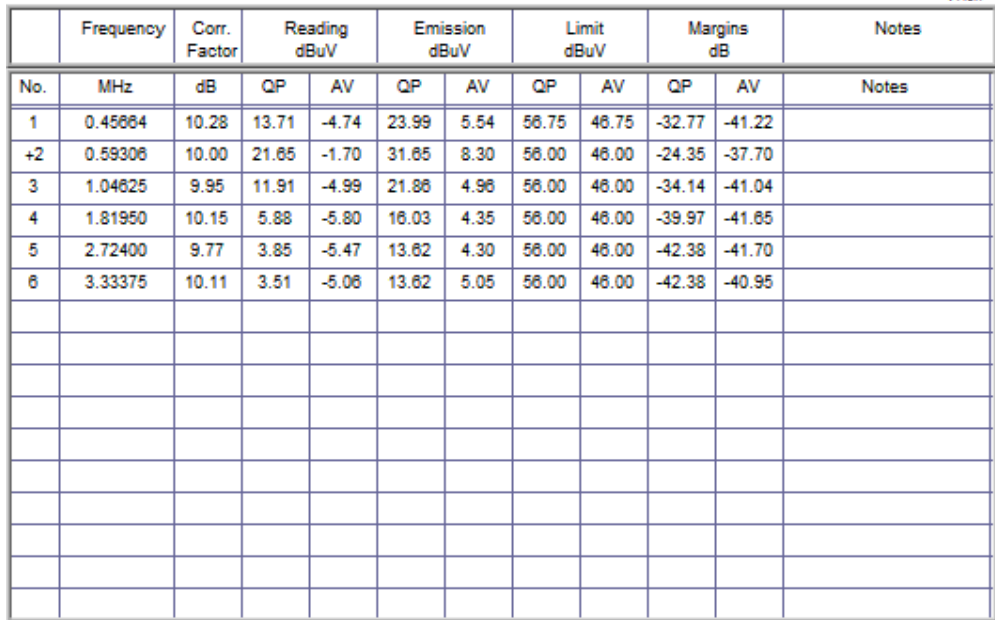 Frequency Corr. Factor Reading dBuV Emission dBuV Limit dBuV Margins dB Notes
No. MHz dB QP AV QP AV QP AV QP AV Notes
1 0.45664 10.28 13.71 -4.74 23.99 5.54 56.75 46.75 -32.77 -41.22
+2 0.59306 10.00 21.65 -1.70 31.65 8.30 56.00 46.00 -24.35 -37.70
3 1.04625 9.95 11.91 -4.99 21.86 4.96 56.00 46.00 -34.14 -41.04
4 1.81950 10.15 5.88 -5.80 16.03 4.35 56.00 46.00 -39.97 -41.65
5 2.72400 9.77 3.85 -5.47 13.62 4.30 56.00 46.00 -42.38 -41.70
6 3.33375 10.11 3.51 -5.06 13.62 5.05 56.00 46.00 -42.38 -40.95